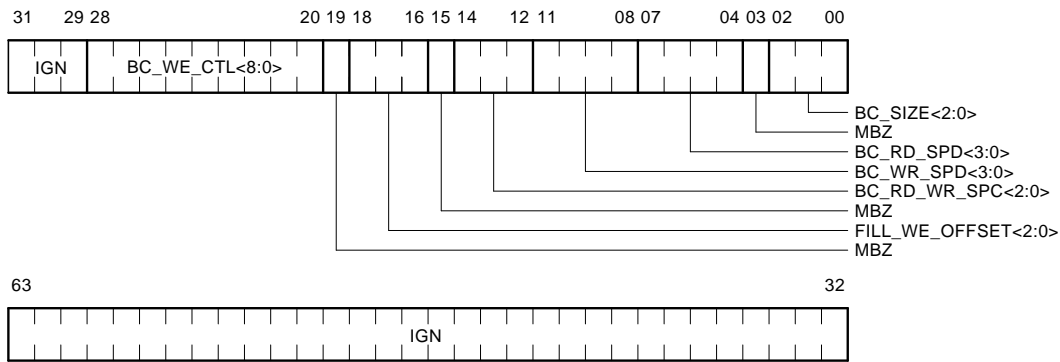 31 29 28 20 19 18 16 15 14 12 11 08 07 04 03 02 00
IGN BC_WE_CTL<8:0>
BC_SIZE<2:0>
MBZ
BC_RD_SPD<3:0>
BC_WR_SPD<3:0>
BC_RD_WR_SPC<2:0>
MBZ
FILL_WE_OFFSET<2:0>
MBZ
63 32
IGN